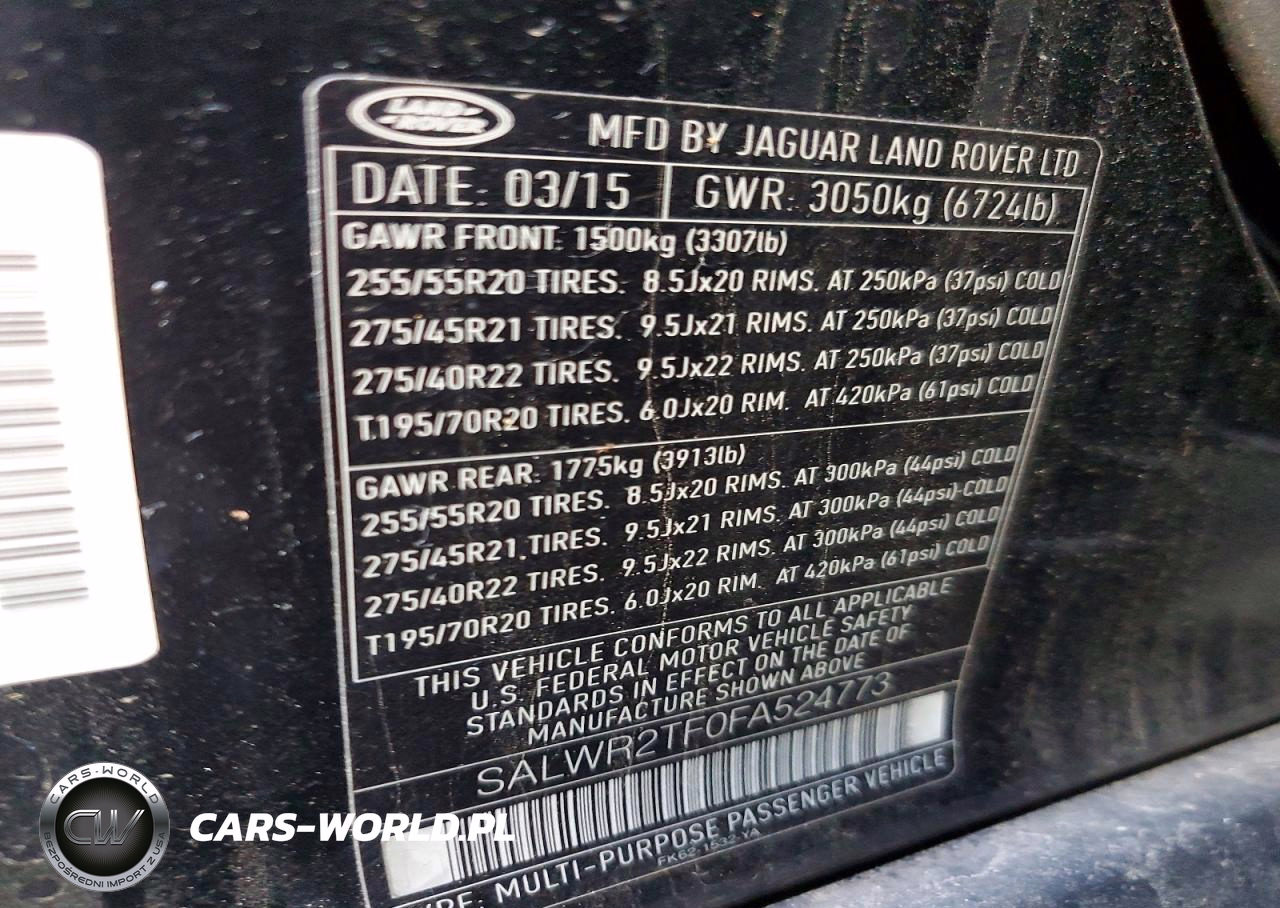 LAND
ROVER
MFD BY JAGUAR LAND ROVER LTD
DATE: 03/15 GWR: 3050kg (6724lb)
GAWR FRONT: 1500kg (3307lb)
255/55R20 TIRES. 8.5Jx20 RIMS. AT 250kPa (37psi) COLD
275/45R21 TIRES. 9.5Jx21 RIMS. AT 250kPa (37psi) COLD
275/40R22 TIRES. 9.5Jx22 RIMS. AT 250kPa (37psi) COLD
T195/70R20 TIRES. 6.0Jx20 RIM. AT 420kPa (61psi) COLD
GAWR REAR: 1775kg (3913lb)
255/55R20 TIRES. 8.5Jx20 RIMS. AT 300kPa (44psi) COLD
275/45R21 TIRES. 9.5Jx21 RIMS. AT 300kPa (44psi) COLD
275/40R22 TIRES. 9.5Jx22 RIMS. AT 300kPa (44psi) COLD
T195/70R20 TIRES. 6.0Jx20 RIM. AT 420kPa (61psi) COLD
THIS VEHICLE CONFORMS TO ALL APPLICABLE
U.S. FEDERAL MOTOR VEHICLE SAFETY
STANDARDS IN EFFECT ON THE DATE OF
MANUFACTURE SHOWN ABOVE
SALWR2TF0FA524773
MULTI-PURPOSE PASSENGER VEHICLE
CARS-WORLD
CW
BEZPOŚREDNI IMPORT Z USA
CARS-WORLD.PL